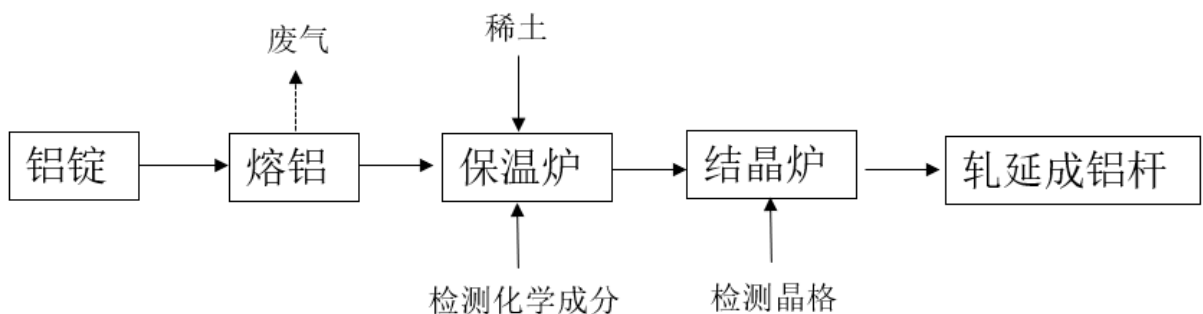 废气
稀土
铝锭
熔铝
保温炉
结晶炉
轧延成铝杆
检测化学成分
检测晶格